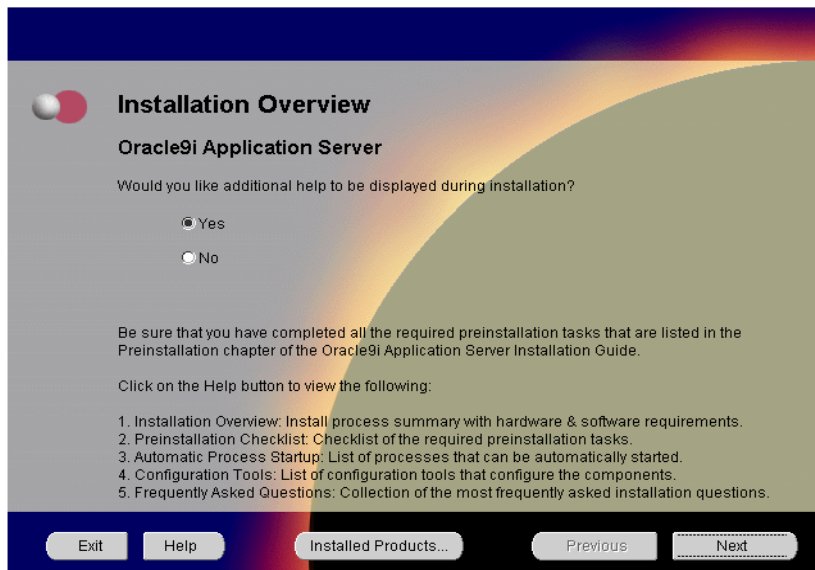 Installation Overview
Oracle9i Application Server
Would you like additional help to be displayed during installation?
Yes
No
Be sure that you have completed all the required preinstallation tasks that are listed in the
Preinstallation chapter of the Oracle9i Application Server Installation Guide.
Click on the Help button to view the following:
1. Installation Overview: Install process summary with hardware & software requirements.
2. Preinstallation Checklist: Checklist of the required preinstallation tasks.
3. Automatic Process Startup: List of processes that can be automatically started.
4. Configuration Tools: List of configuration tools that configure the components.
5. Frequently Asked Questions: Collection of the most frequently asked installation questions.
Exit Help Installed Products... Previous Next